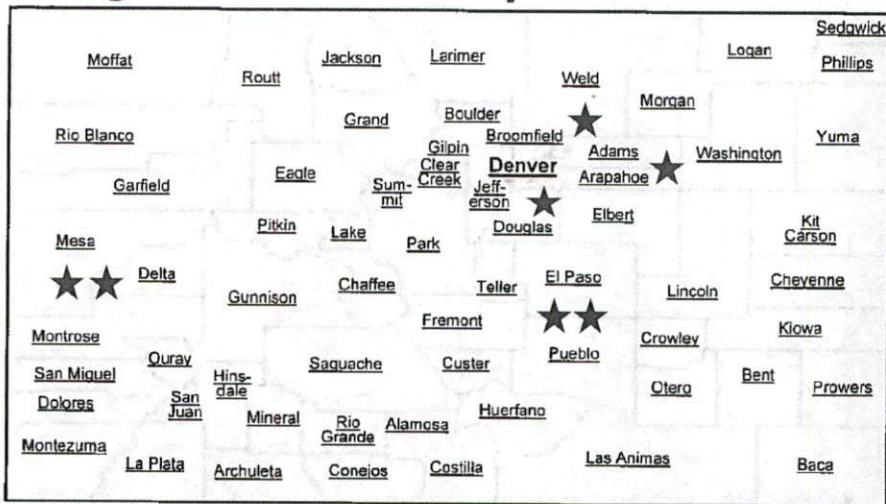 Sedgwick
Moffat
Routt
Jackson
Larimer
Logan
Phillips
Weld
Morgan
Rio Blanco
Grand
Boulder
Broomfield
Yuma
Gilpin
Clear
Creek
Denver
Adams
Arapahoe
Washington
Garfield
Eagle
Sum-
mit
Jeff-
erson
Elbert
Pitkin
Lake
Park
Douglas
Kit
Carson
Mesa
Delta
Gunnison
Chaffee
Teller
El Paso
Lincoln
Cheyenne
Fremont
Montrose
Ouray
Pueblo
Crowley
Kiowa
San Miguel
Hins-
dale
Saguache
Custer
Bent
Otero
Prowers
Dolores
San
Juan
Mineral
Rio
Grande
Alamosa
Huerfano
Montezuma
La Plata
Archuleta
Conejos
Costilla
Las Animas
Baca